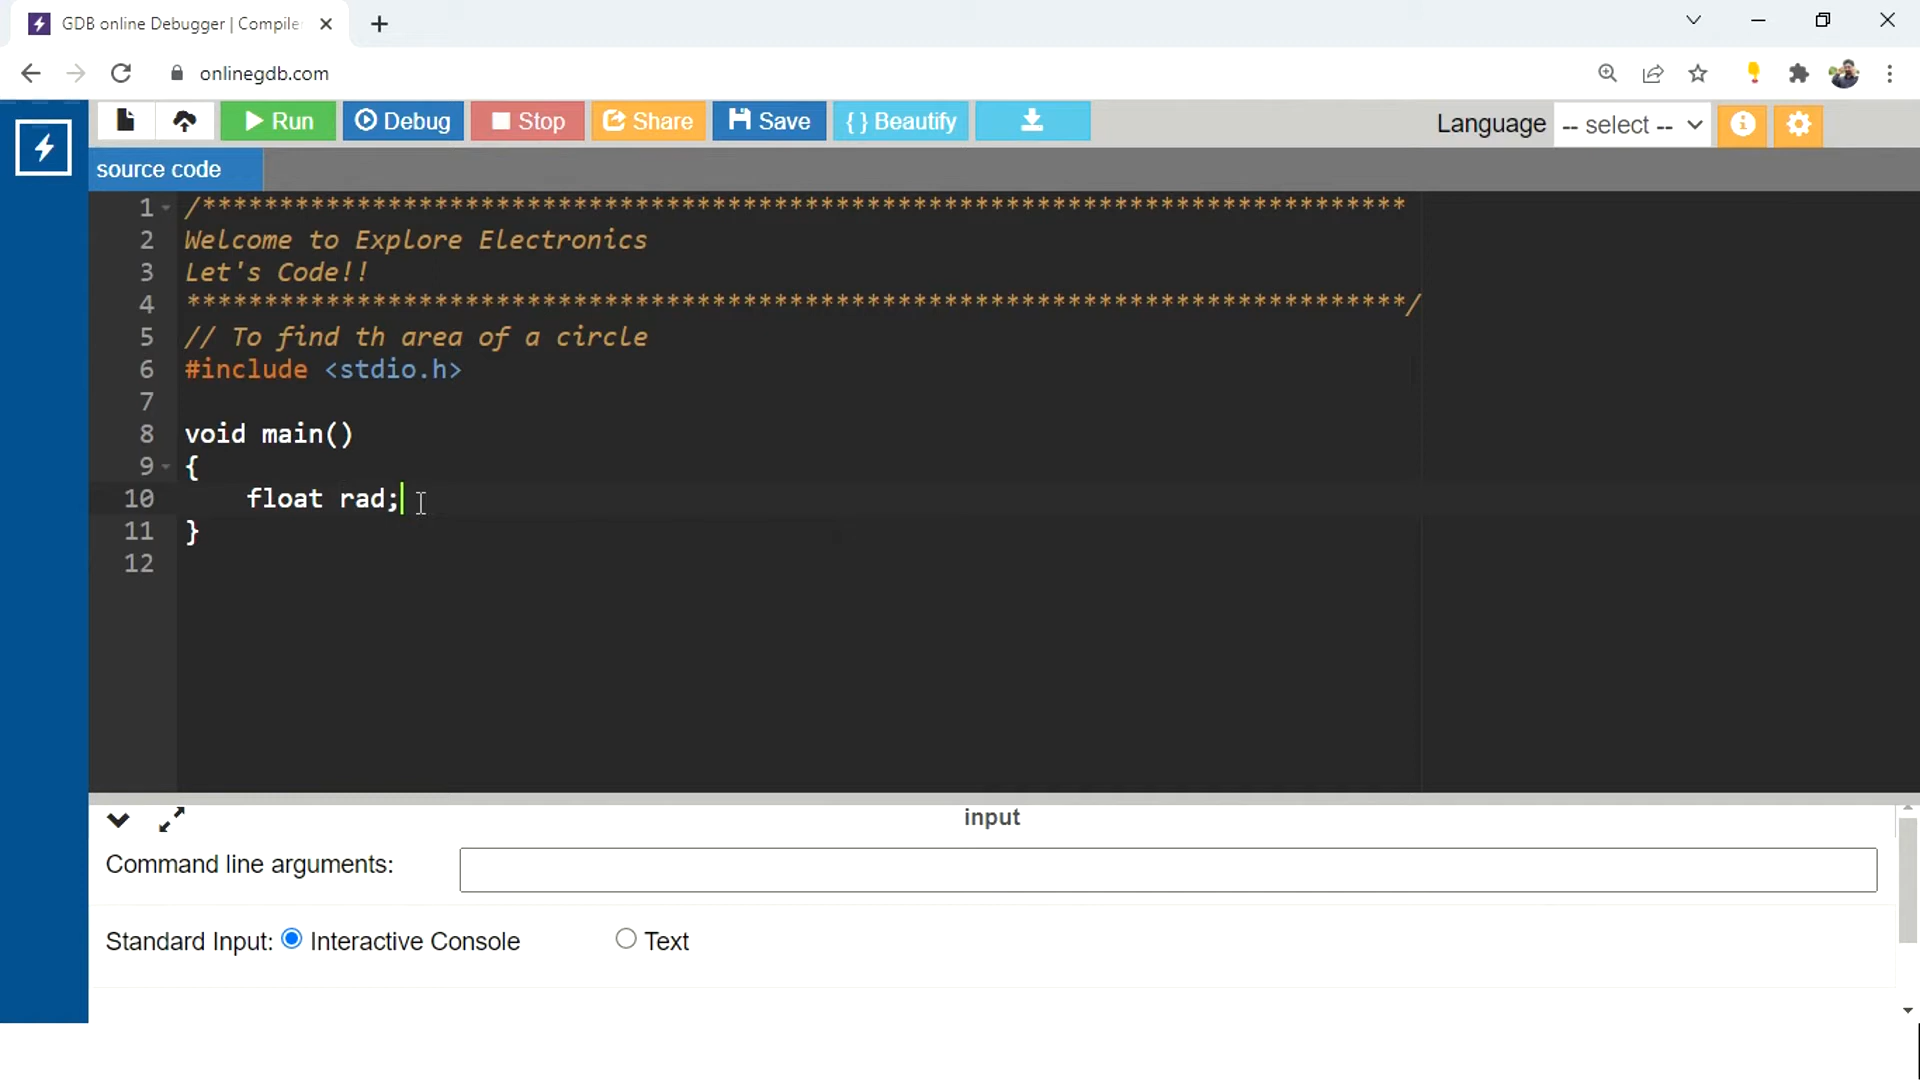 GDB online Debugger | Compiler
onlinegdb.com
Run Debug Stop Share Save { } Beautify Language -- select --
source code
1 /******************************************************************************
2 Welcome to Explore Electronics
3 Let's Code!!
4 *******************************************************************************/
5 // To find th area of a circle
6 #include <stdio.h>
7
8 void main()
9 {
10 float rad;
11 }
12
input
Command line arguments:
Standard Input: Interactive Console Text